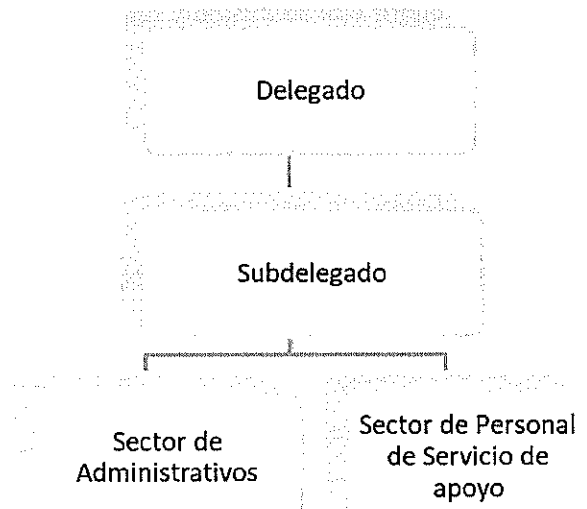 Delegado
Subdelegado
Sector de
Administrativos
Sector de Personal
de Servicio de
apoyo